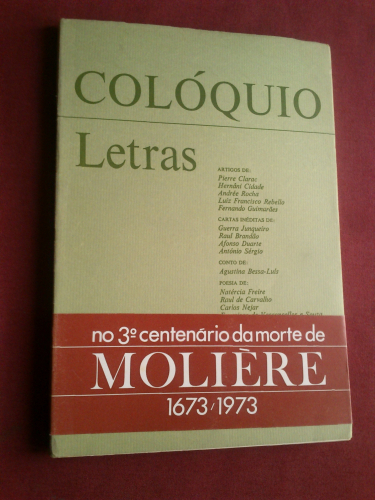 COLÓQUIO
Letras
ARTIGOS DE:
Pierre Claras
Hernâni Cidade
Andrée Rocha
Luiz Francisco Rebello
Fernando Guimarães
CARTAS INÉDITAS DE:
Guerra Junqueiro
Raul Brandão
Afonso Duarte
António Sérgio
CONTO DE:
Agustina Bessa-Luís
POESIA DE:
Natércia Freire
Raul de Carvalho
Carlos Nejar
no 3º centenário da morte de
MOLIÈRE
1673/1973